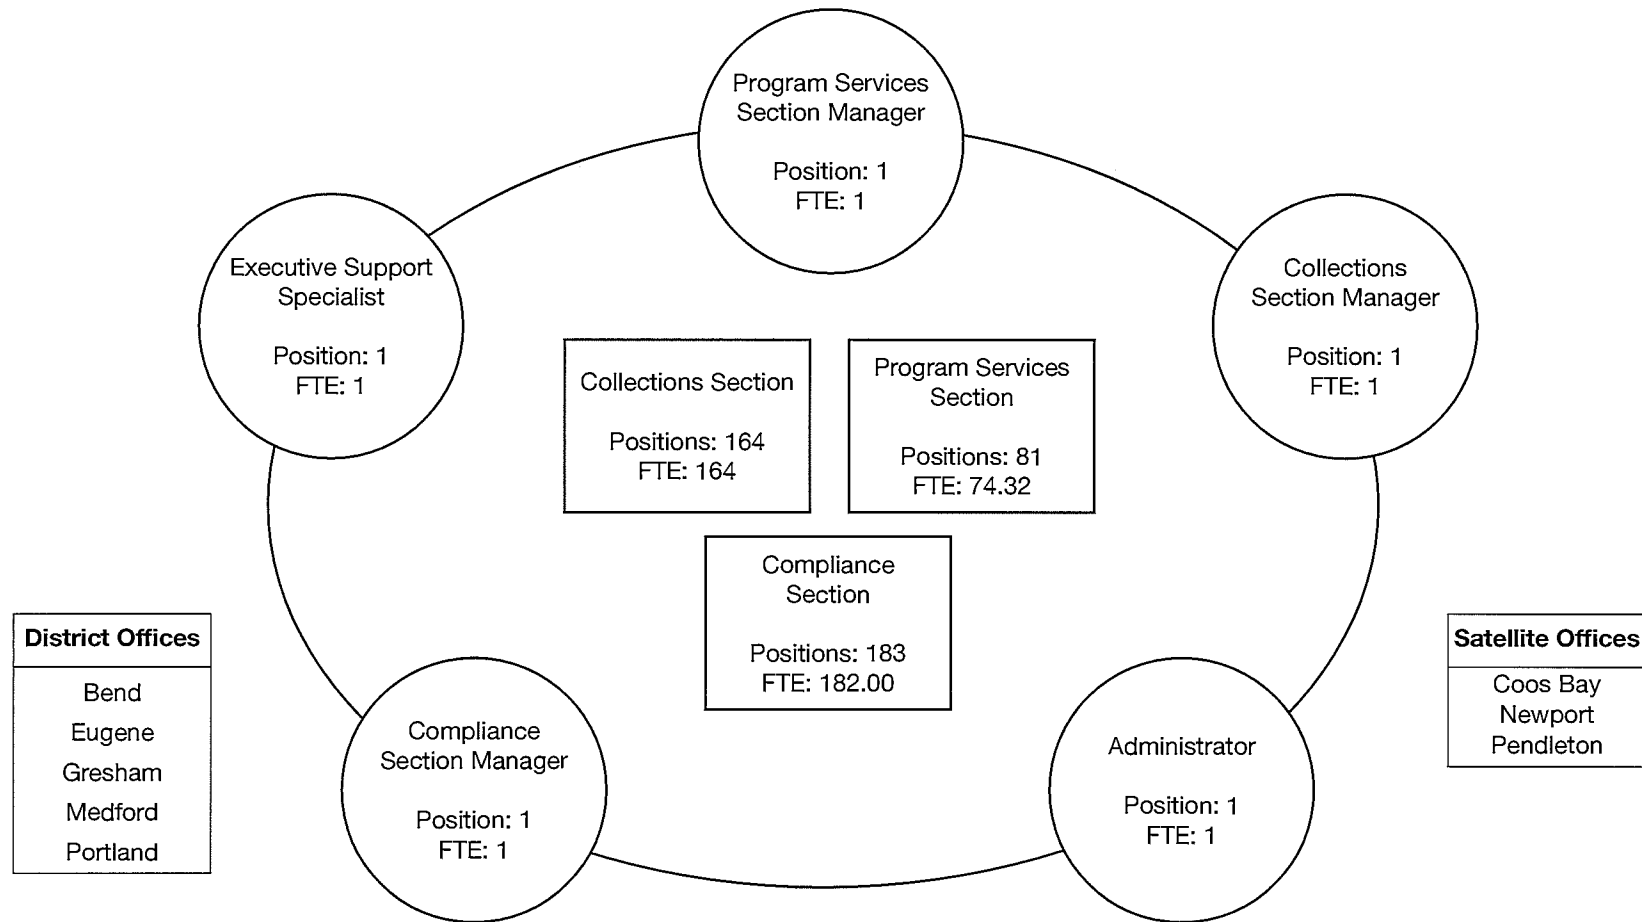 Program Services
Section Manager
Position: 1
FTE: 1
Executive Support
Specialist
Position: 1
FTE: 1
Collections
Section Manager
Position: 1
FTE: 1
Collections Section
Positions: 164
FTE: 164
Program Services
Section
Positions: 81
FTE: 74.32
Compliance
Section
Positions: 183
FTE: 182.00
District Offices
Bend
Eugene
Gresham
Medford
Portland
Compliance
Section Manager
Position: 1
FTE: 1
Administrator
Position: 1
FTE: 1
Satellite Offices
Coos Bay
Newport
Pendleton